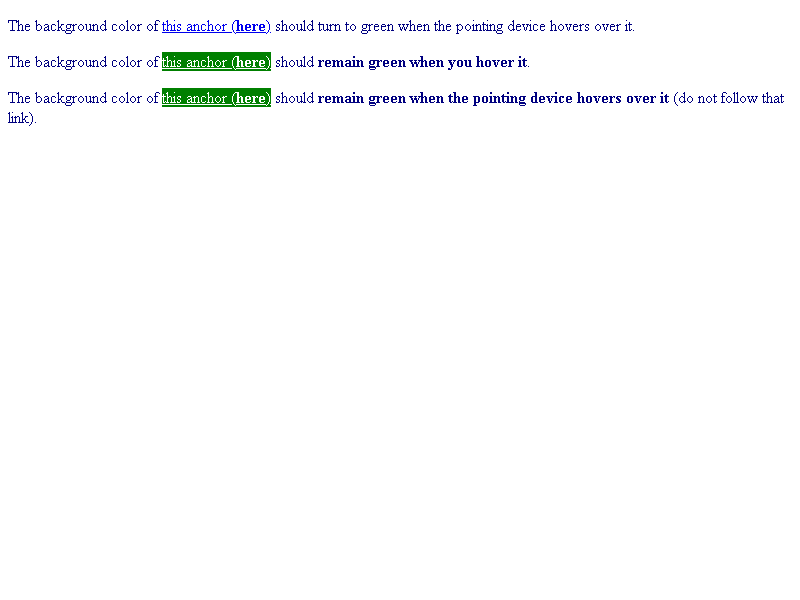 The background color of this anchor (here) should turn to green when the pointing device hovers over it.
The background color of this anchor (here) should remain green when you hover it.
The background color of this anchor (here) should remain green when the pointing device hovers over it (do not follow that
link).